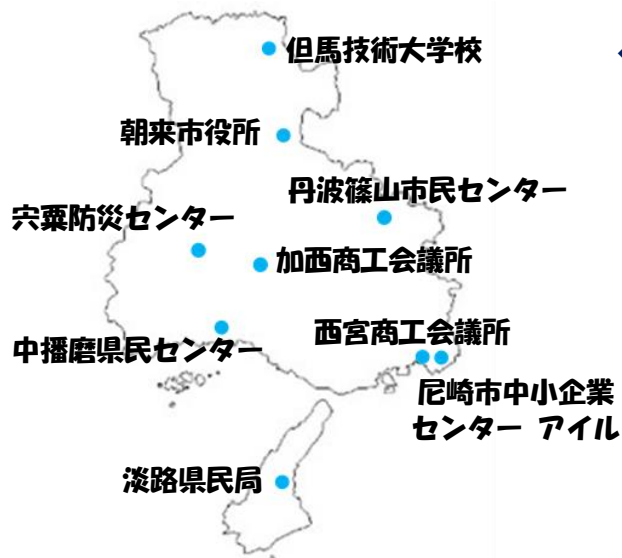 但馬技術大学校
朝来市役所
丹波篠山市民センター
宍粟防災センター
加西商工会議所
西宮商工会議所
中播磨県民センター
尼崎市中小企業
センター アイル
淡路県民局